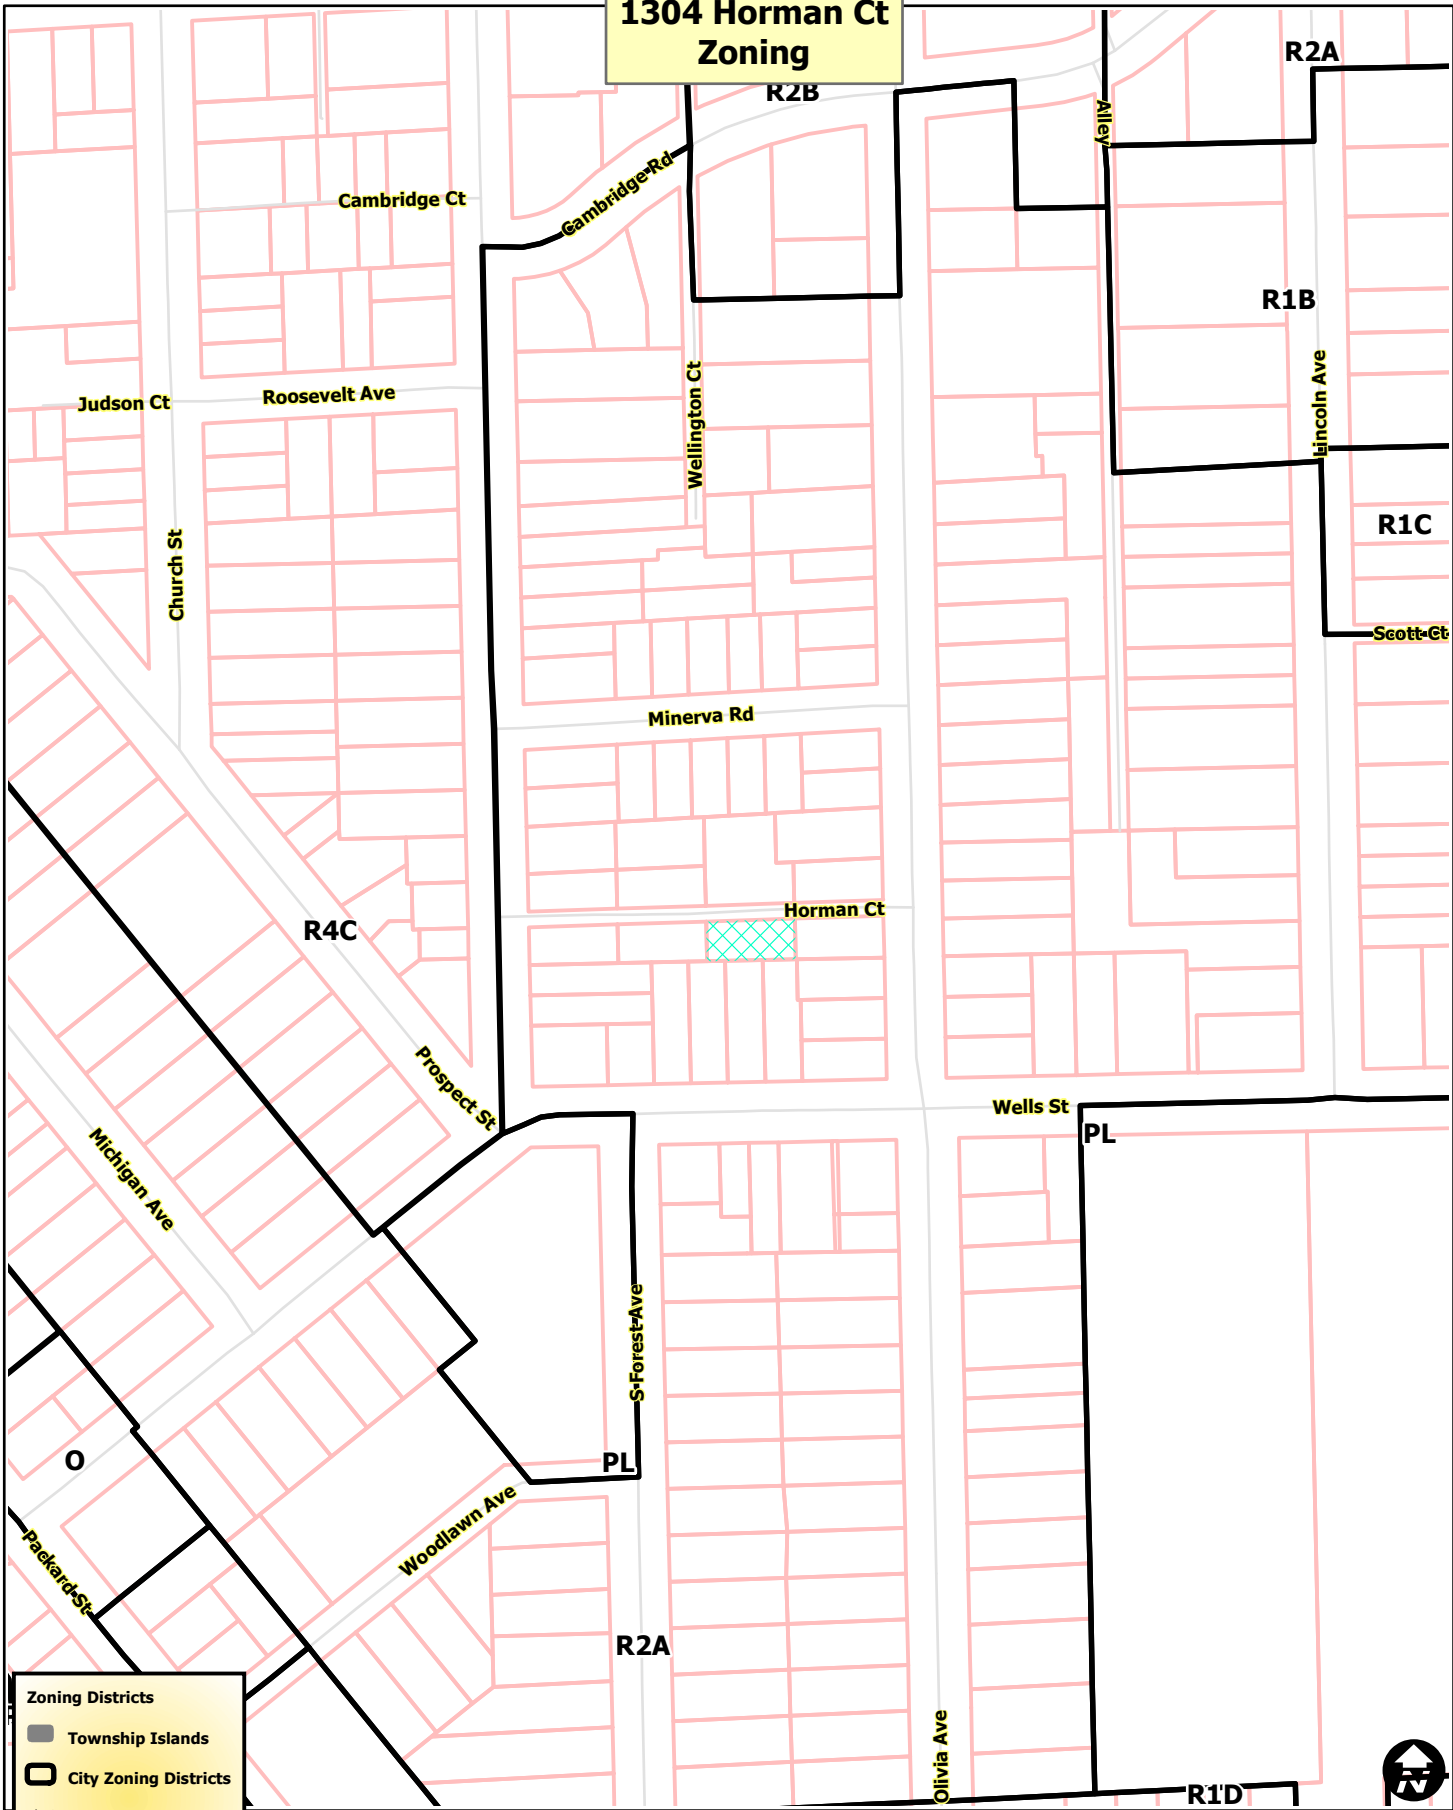 1304 Horman Ct
Zoning
R2A
R2B
Alley
Cambridge Rd
Cambridge Ct
R1B
Lincoln Ave
Wellington Ct
Judson Ct
Roosevelt Ave
R1C
Church St
Scott Ct
Minerva Rd
Horman Ct
R4C
Prospect St
Wells St
PL
Michigan Ave
S Forest Ave
O
PL
Woodlawn Ave
Packard St
R2A
Olivia Ave
R1D
Zoning Districts
Township Islands
City Zoning Districts
N